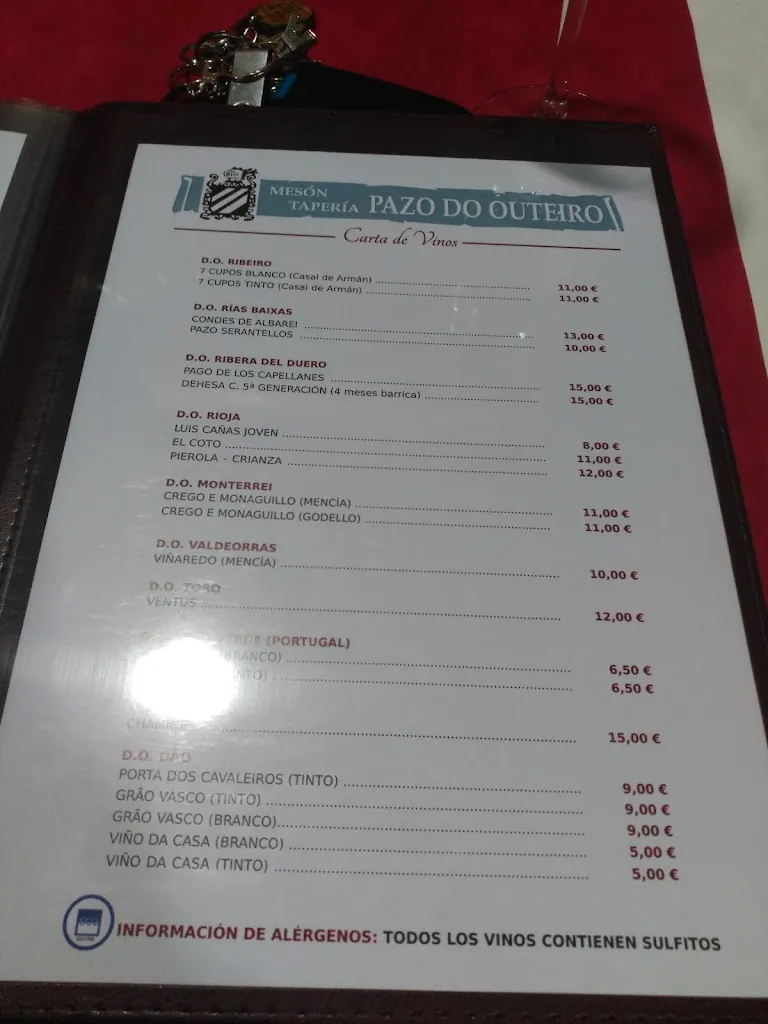 MESÓN
TAPERÍA PAZO DO OUTEIRO
Carta de Vinos
D.O. RIBEIRO
7 CUPOS BLANCO (Casal de Armán) 11,00 €
7 CUPOS TINTO (Casal de Armán) 11,00 €
D.O. RÍAS BAIXAS
CONDES DE ALBAREI 13,00 €
PAZO SERANTELLOS 10,00 €
D.O. RIBERA DEL DUERO
PAGO DE LOS CAPELLANES 15,00 €
DEHESA C. 5ª GENERACIÓN (4 meses barrica) 15,00 €
D.O. RIOJA
LUIS CAÑAS JOVEN 8,00 €
EL COTO 11,00 €
PIEROLA - CRIANZA 12,00 €
D.O. MONTERREI
CREGO E MONAGUILLO (MENCÍA) 11,00 €
CREGO E MONAGUILLO (GODELLO) 11,00 €
D.O. VALDEORRAS
VIÑAREDO (MENCÍA) 10,00 €
D.O. TORO
VENTUS 12,00 €
(PORTUGAL)
BRANCO) 6,50 €
6,50 €
15,00 €
D.O. DÃO
PORTA DOS CAVALEIROS (TINTO) 9,00 €
GRÃO VASCO (TINTO) 9,00 €
GRÃO VASCO (BRANCO) 9,00 €
VIÑO DA CASA (BRANCO) 5,00 €
VIÑO DA CASA (TINTO) 5,00 €
INFORMACIÓN DE ALÉRGENOS: TODOS LOS VINOS CONTIENEN SULFITOS